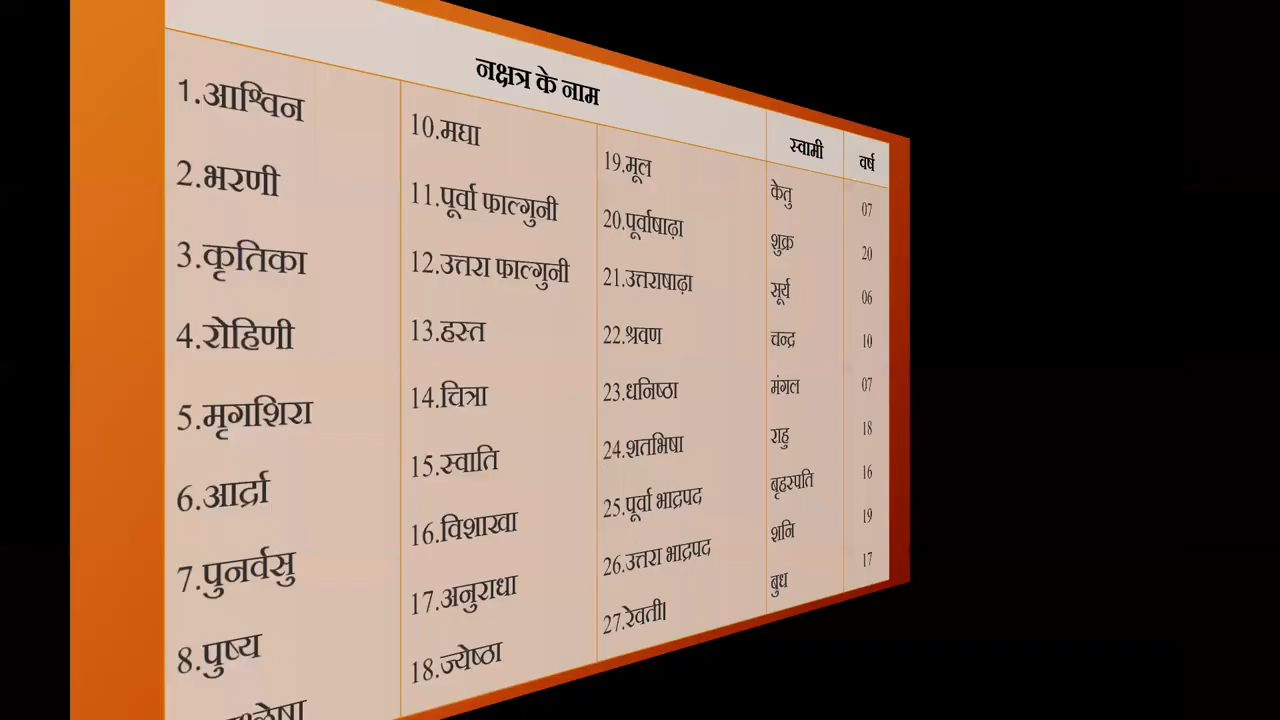 नक्षत्र के नाम स्वामी वर्ष
1.आश्विन 10.मघा 19.मूल केतु 07
2.भरणी 11.पूर्वा फाल्गुनी 20.पूर्वाषाढ़ा शुक्र 20
3.कृतिका 12.उत्तरा फाल्गुनी 21.उत्तराषाढ़ा सूर्य 06
4.रोहिणी 13.हस्त 22.श्रवण चन्द्र 10
5.मृगशिरा 14.चित्रा 23.धनिष्ठा मंगल 07
6.आर्द्रा 15.स्वाति 24.शतभिषा राहु 18
7.पुनर्वसु 16.विशाखा 25.पूर्वा भाद्रपद बृहस्पति 16
8.पुष्य 17.अनुराधा 26.उत्तरा भाद्रपद शनि 19
18.ज्येष्ठा 27.रेवती। बुध 17